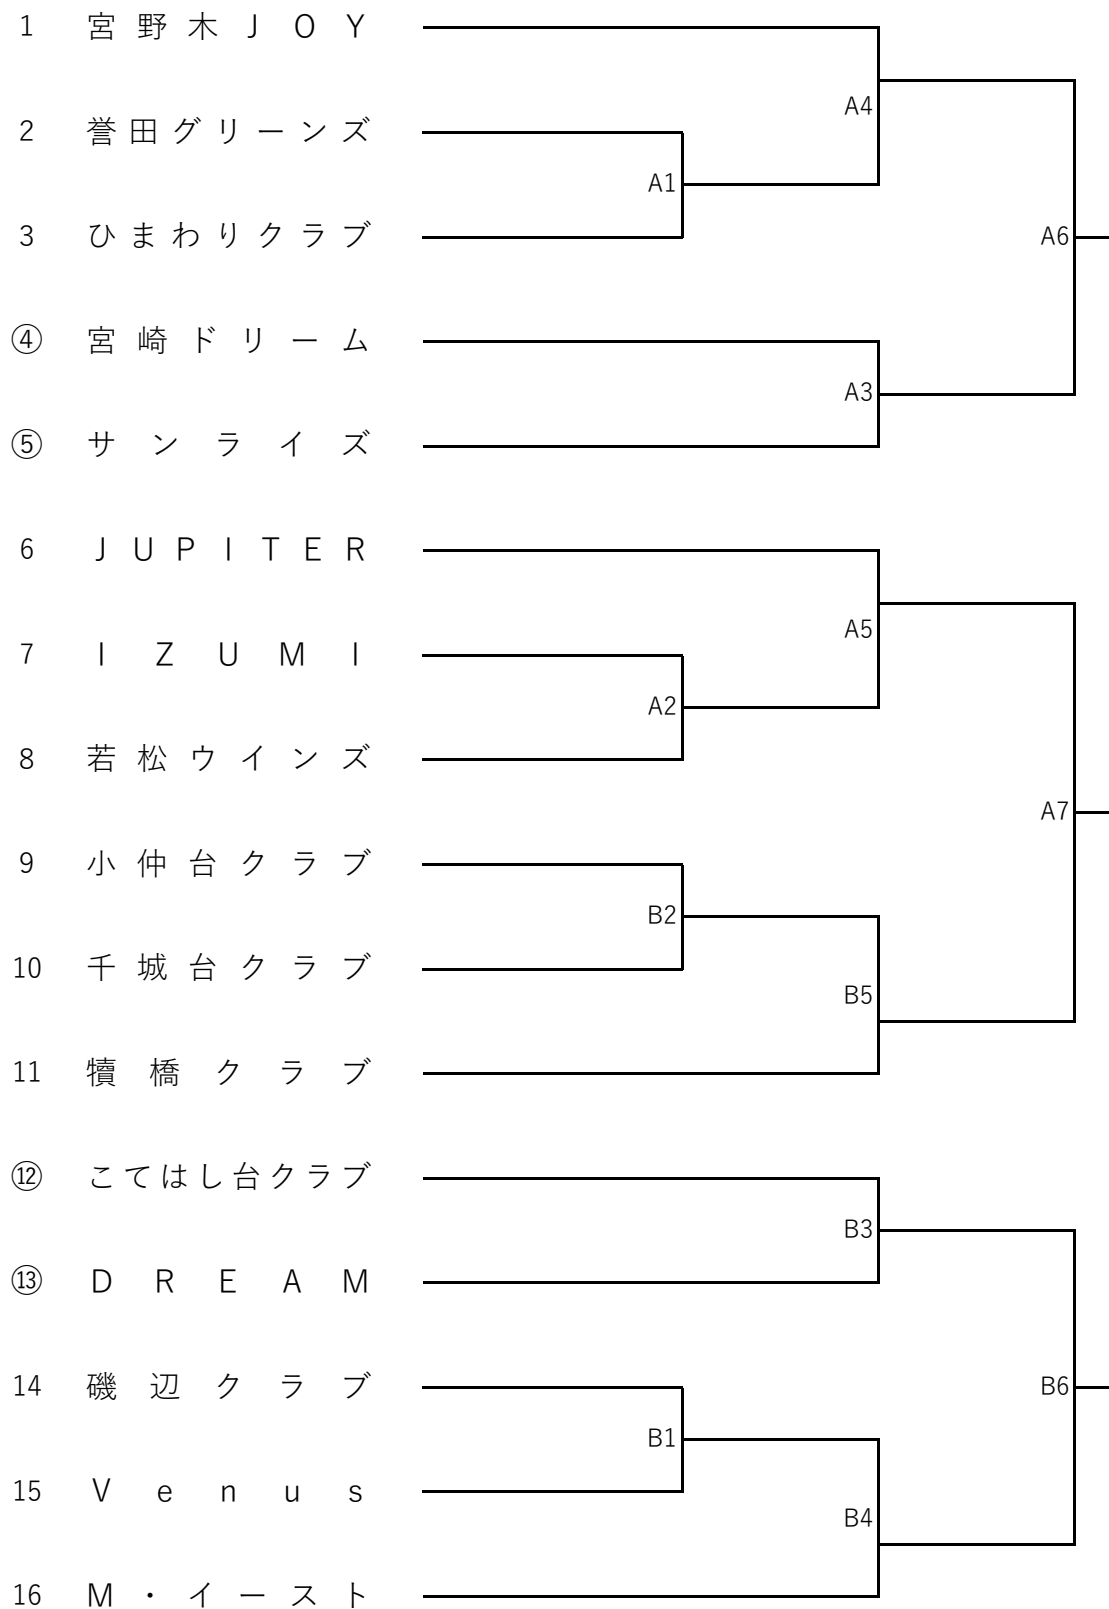 1 宮野木JOY
A4
2 誉田グリーンズ
A1
3 ひまわりクラブ
A6
④ 宮崎ドリーム
A3
⑤ サンライズ
6 JUPITER
A5
7 IZUMI
A2
8 若松ウインズ
A7
9 小仲台クラブ
B2
10 千城台クラブ
B5
11 犢橋クラブ
⑫ こてはし台クラブ
B3
⑬ DREAM
14 磯辺クラブ
B6
B1
15 Venus
B4
16 M・イースト